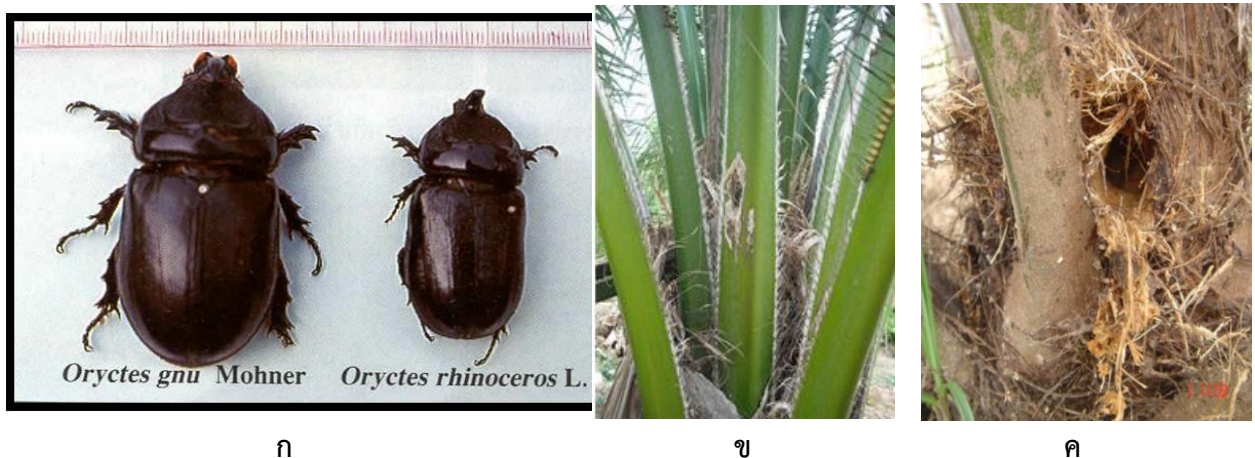 Oryctes gnu Mohner Oryctes rhinoceros L.
ก ข ค